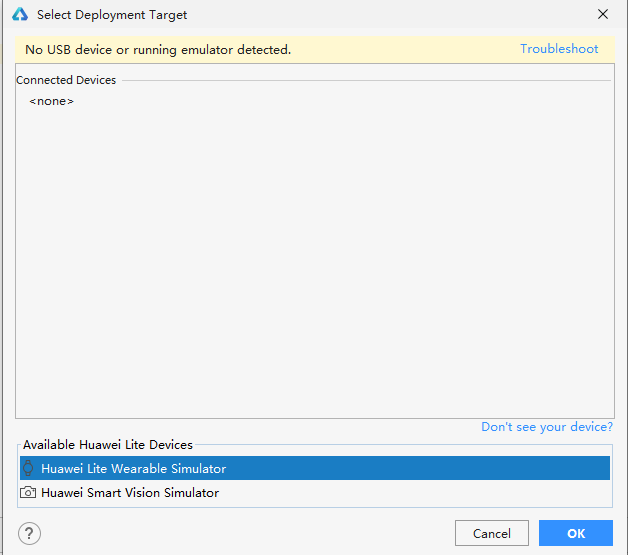 Select Deployment Target
No USB device or running emulator detected. Troubleshoot
Connected Devices
<none>
Don't see your device?
Available Huawei Lite Devices
Huawei Lite Wearable Simulator
Huawei Smart Vision Simulator
? Cancel OK